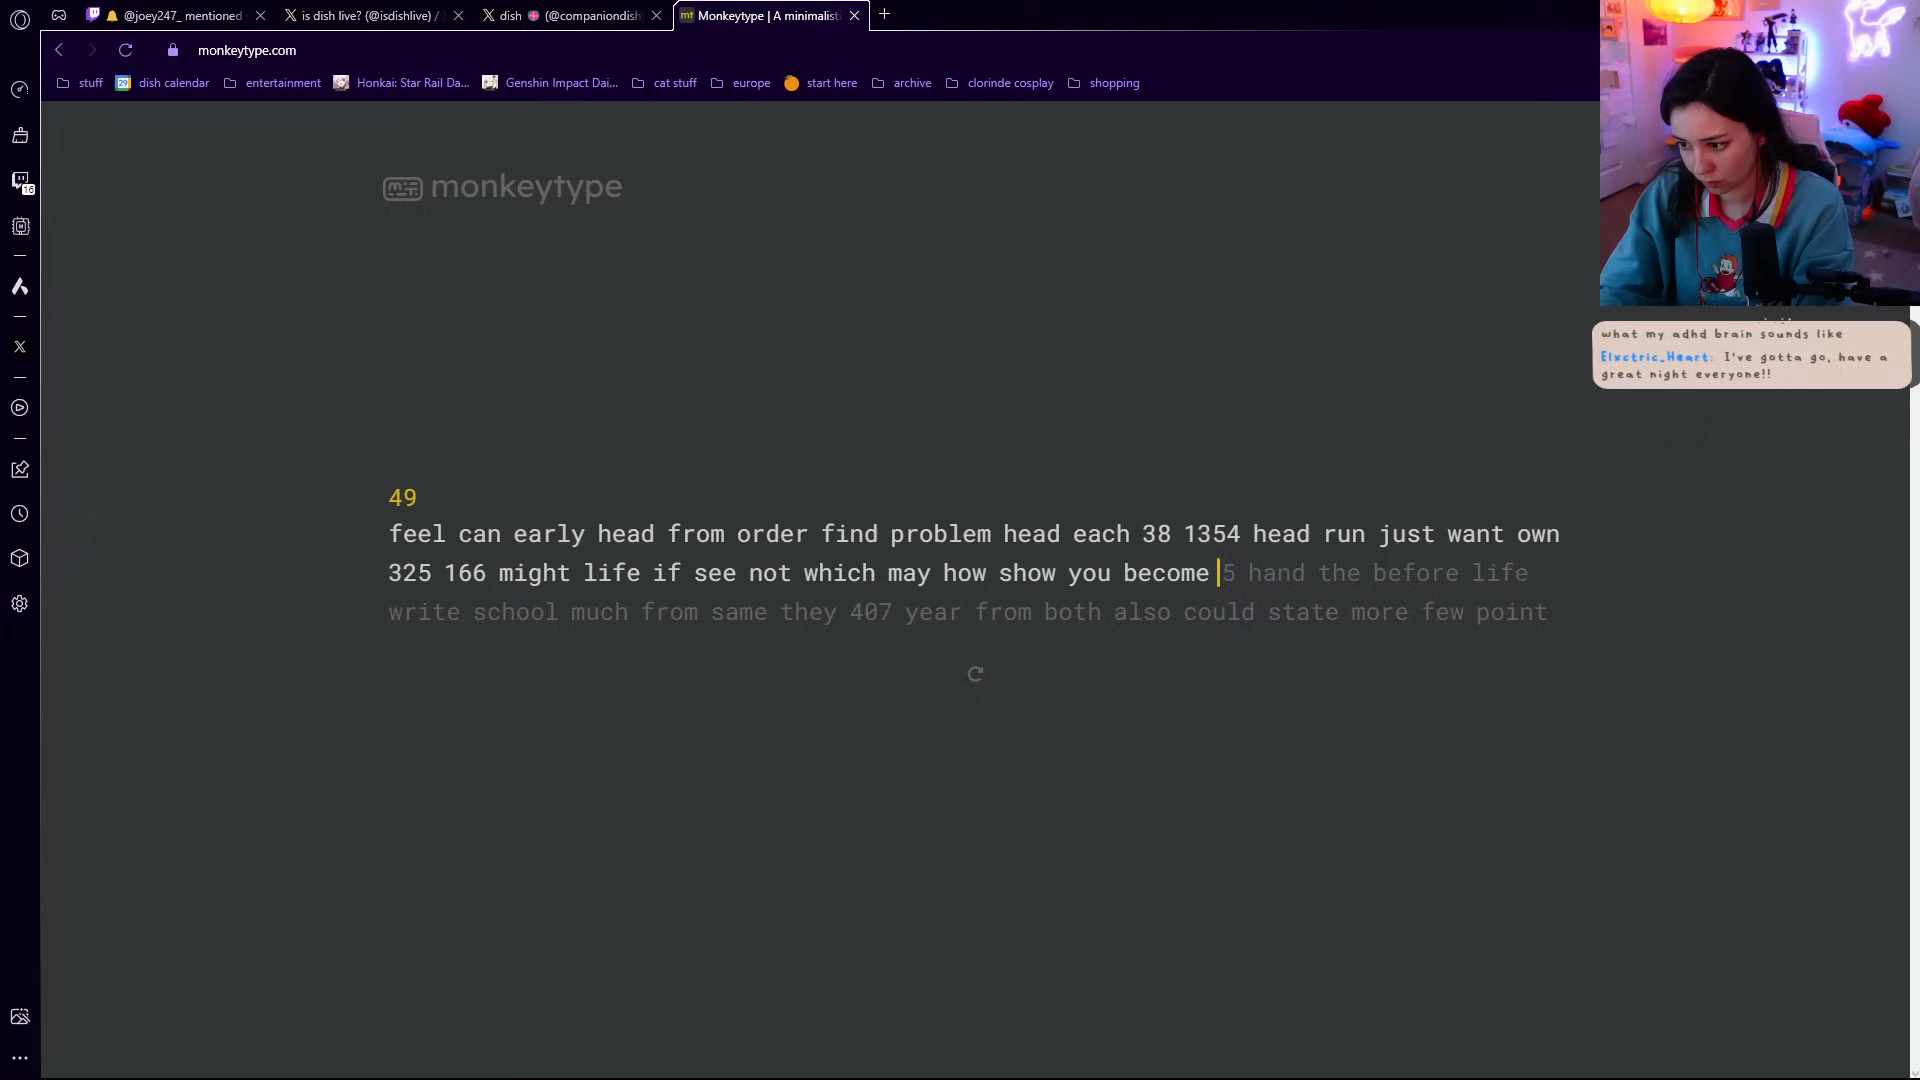 @joey247_ mentioned
is dish live? (@isdishlive) /
dish (@companiondish
Monkeytype | A minimalist
monkeytype.com
stuff
dish calendar
entertainment
Honkai: Star Rail Da...
Genshin Impact Dai...
cat stuff
europe
start here
archive
clorinde cosplay
shopping
16
monkeytype
what my adhd brain sounds like
Elxctric_Heart: I've gotta go, have a
great night everyone!!
49
feel can early head from order find problem head each 38 1354 head run just want own
325 166 might life if see not which may how show you become 5 hand the before life
write school much from same they 407 year from both also could state more few point